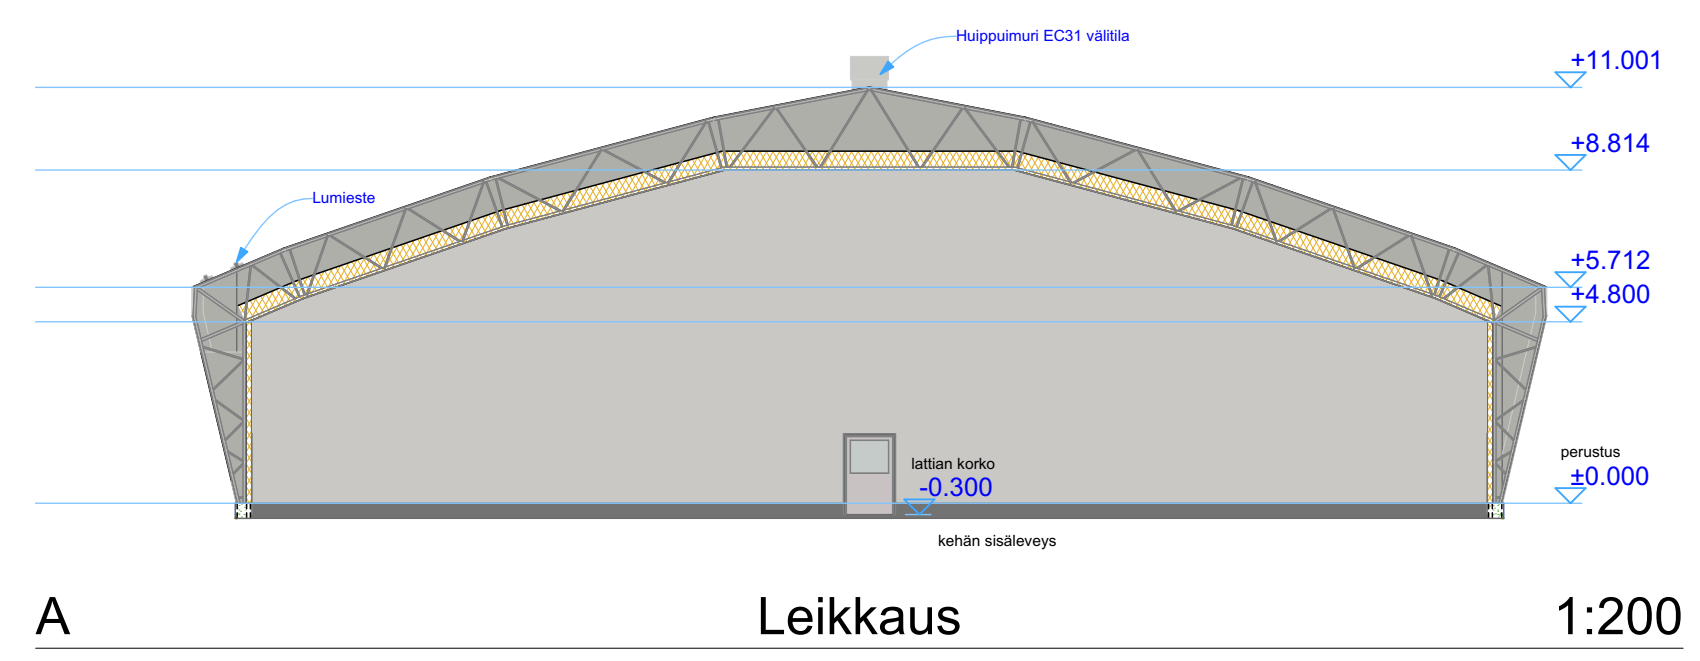 Huippuimuri EC31 välitila
+11.001
+8.814
Lumieste
+5.712
+4.800
perustus
lattian korko
±0.000
-0.300
kehän sisäleveys
A Leikkaus 1:200